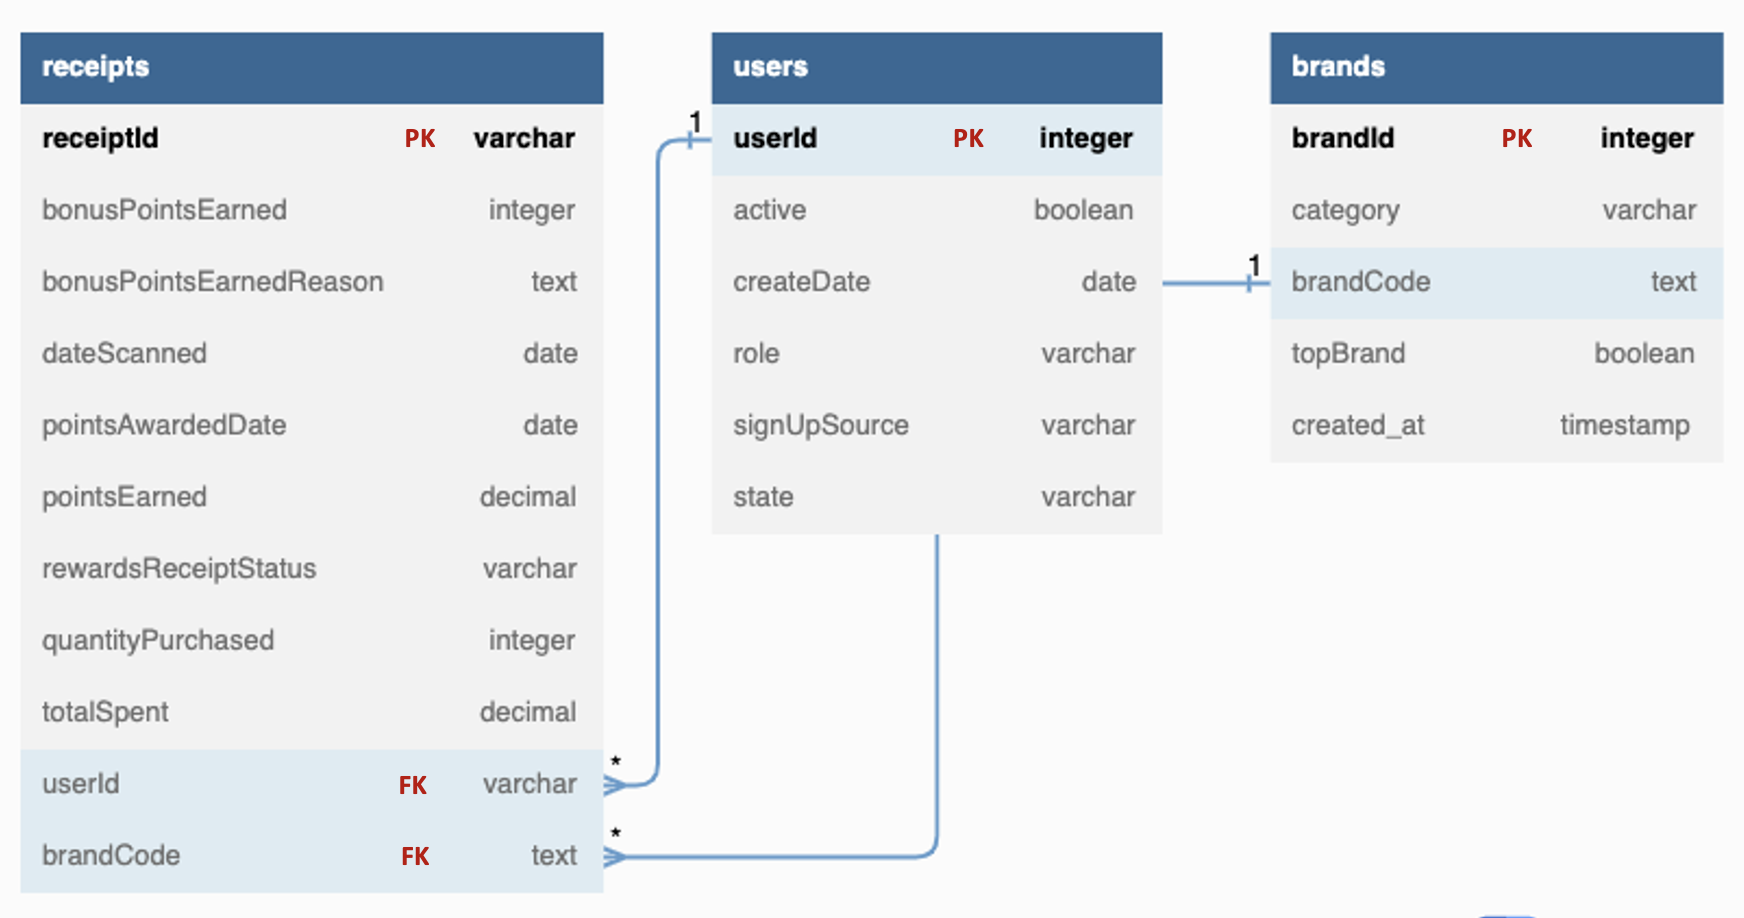 receipts
receiptId PK varchar
bonusPointsEarned integer
bonusPointsEarnedReason text
dateScanned date
pointsAwardedDate date
pointsEarned decimal
rewardsReceiptStatus varchar
quantityPurchased integer
totalSpent decimal
userId FK varchar
brandCode FK text
*
*
1
users
userId PK integer
active boolean
createDate date
role varchar
signUpSource varchar
state varchar
1
brands
brandId PK integer
category varchar
brandCode text
topBrand boolean
created_at timestamp